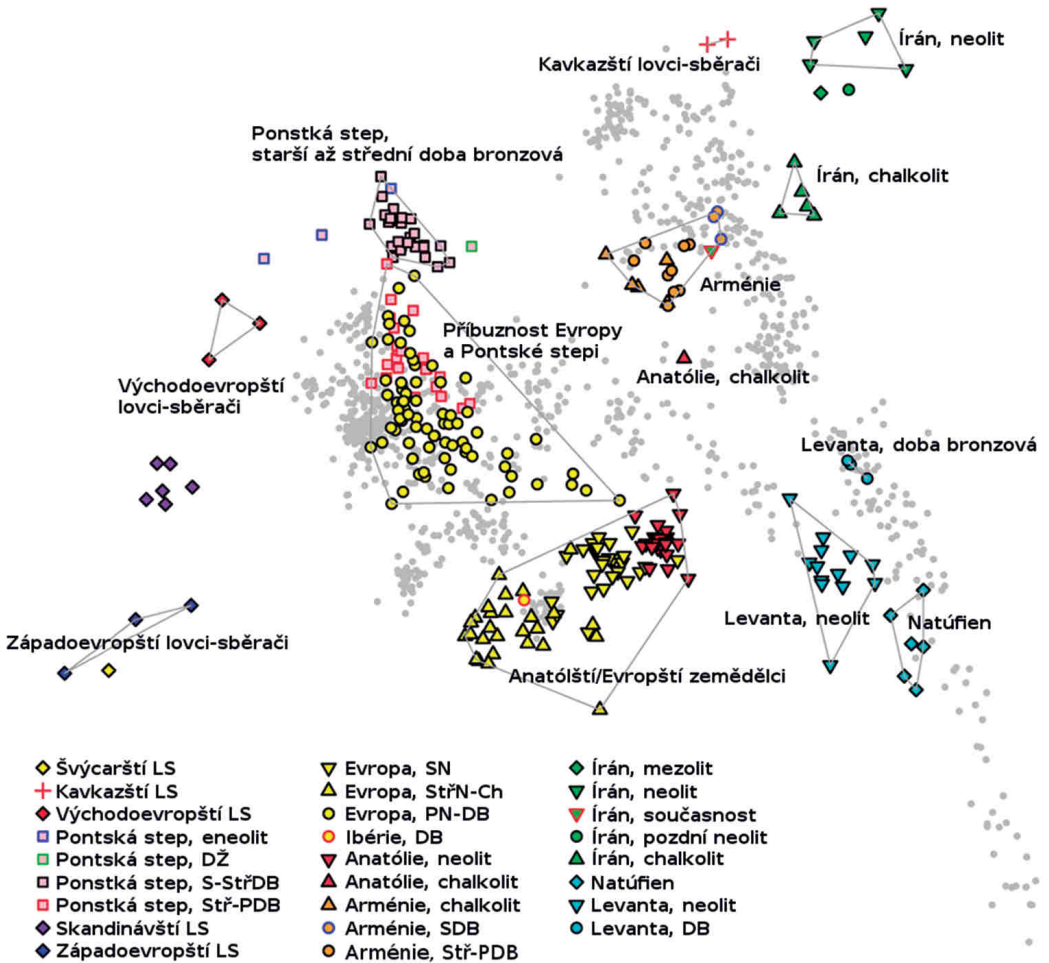 Írán, neolit
Kavkazští lovci-sběrači
Ponstká step,
starší až střední doba bronzová
Írán, chalkolit
Arménie
Příbuznost Evropy
a Pontské stepi
Anatólie, chalkolit
Východoevropští
lovci-sběrači
Levanta, doba bronzová
Levanta, neolit
Natúfien
Západoevropští lovci-sběrači
Anatólští/Evropští zemědělci
Švýcarští LS
Kavkazští LS
Východoevropští LS
Pontská step, eneolit
Pontská step, DŽ
Ponstká step, S-StřDB
Ponstká step, Stř-PDB
Skandinávští LS
Západoevropští LS
Evropa, SN
Evropa, StřN-Ch
Evropa, PN-DB
Ibérie, DB
Anatólie, neolit
Anatólie, chalkolit
Arménie, chalkolit
Arménie, SDB
Arménie, Stř-PDB
Írán, mezolit
Írán, neolit
Írán, současnost
Írán, pozdní neolit
Írán, chalkolit
Natúfien
Levanta, neolit
Levanta, DB